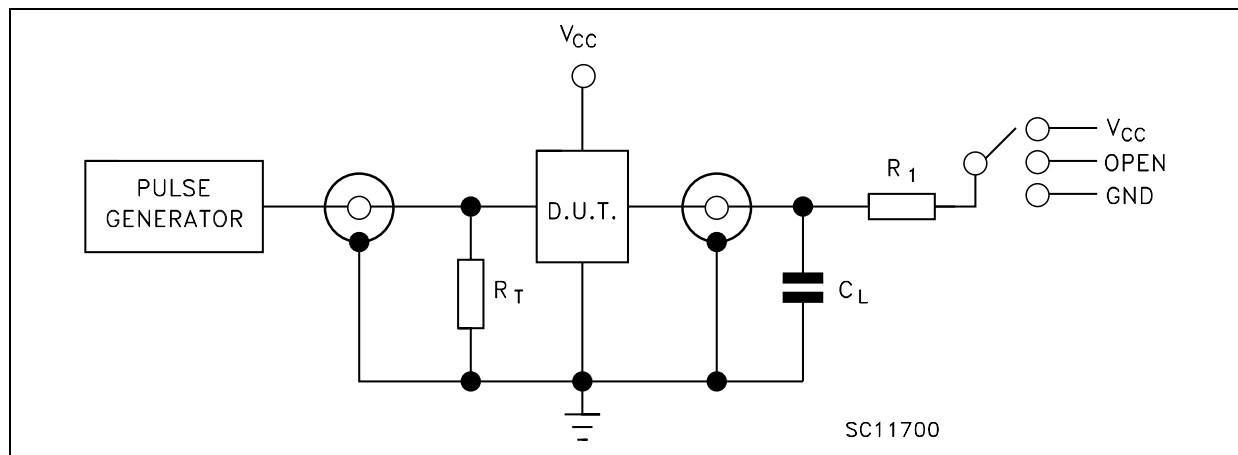 VCC
PULSE
GENERATOR
D.U.T.
RT
R1
CL
VCC
OPEN
GND
SC11700